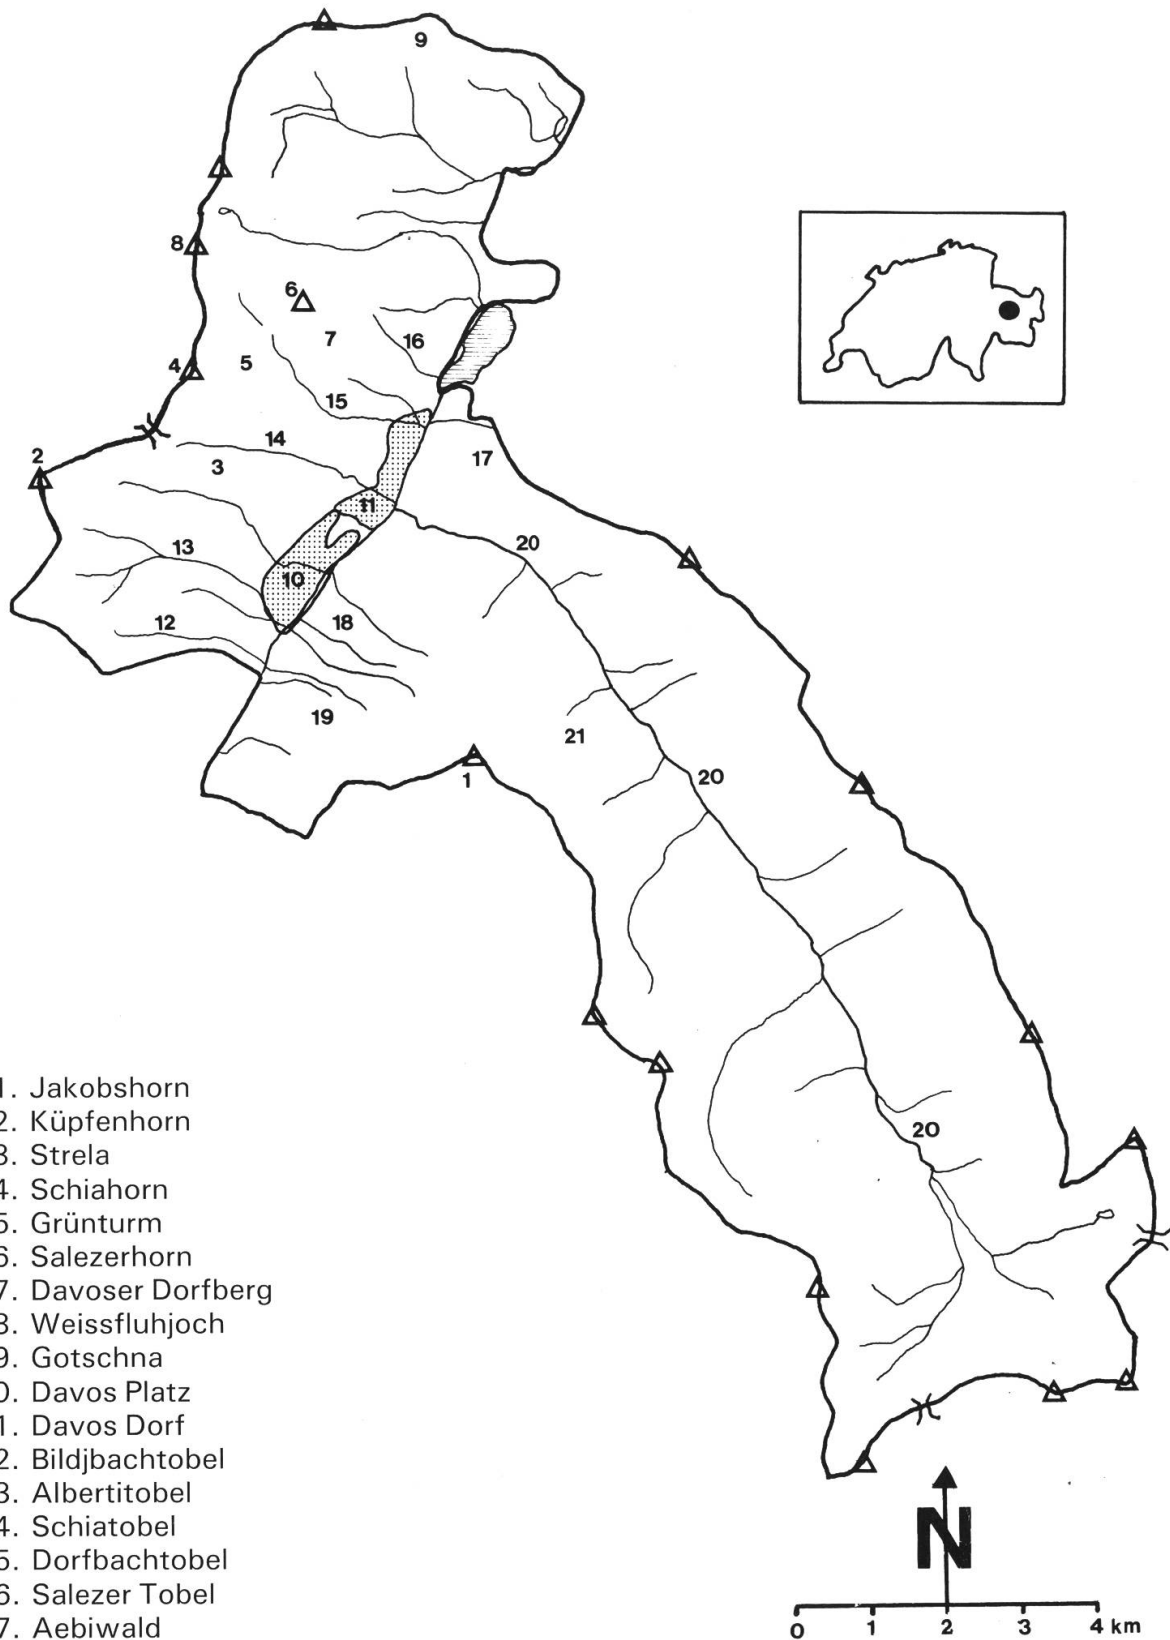 9
8
6
7
16
4
5
15
14
17
2
3
11
20
13
10
12
18
19
21
1
20
20
1. Jakobshorn
2. Küpfenhorn
3. Strela
4. Schiahorn
5. Grünturm
6. Salezerhorn
7. Davoser Dorfberg
8. Weissfluhjoch
9. Gotschna
0. Davos Platz
1. Davos Dorf
2. Bildjbachtobel
3. Albertitobel
4. Schiatobel
5. Dorfbachtobel
6. Salezer Tobel
7. Aebiwald
N
0 1 2 3 4 km